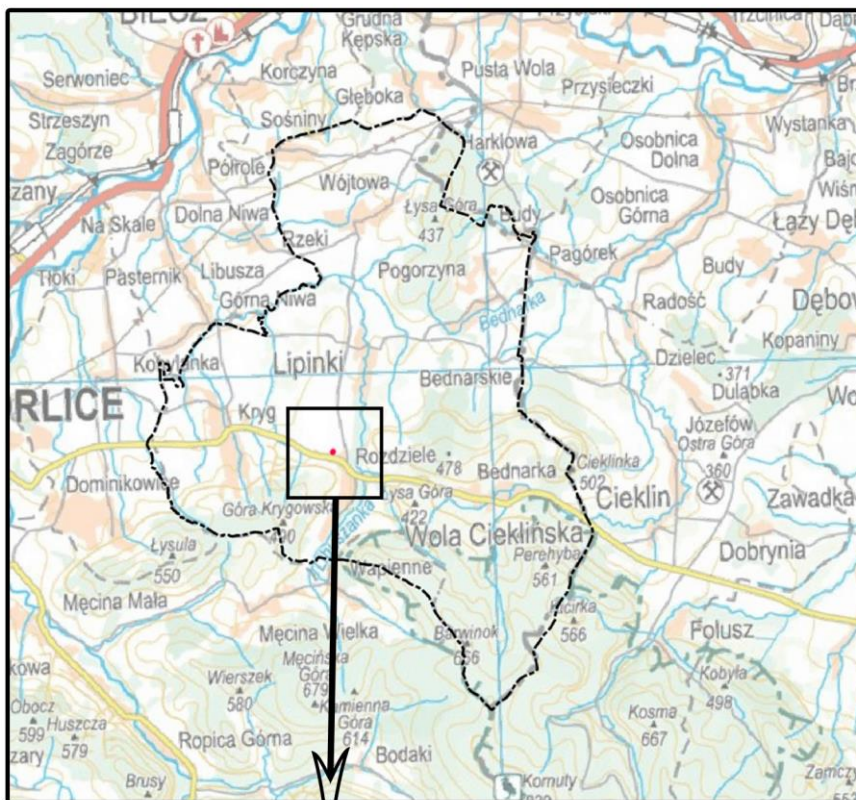 BIECZ
Grudna
Kępska
Trzcinica
Serwoniec
Korczyna
Pusta Wola
Głęboka
Przysieczki
Strzeszyn
Sośniny
Wystanka
Zagórze
Harklowa
Osobnica
Dolna
Półrole
Wójtowa
Na Skale
Dolna Niwa
Łysa Góra
437
Budy
Osobnica
Górna
Rzeki
Pagórek
Tłoki
Pasternik
Libusza
Pogorzyna
Budy
Górna Niwa
Radość
Bednarka
Kopaniny
Kobylanka
Lipinki
Dzielec
371
Bednarskie
Duląbka
ORLICE
Kryg
Józefów
Ostra Góra
360
Rozdziele
478
Bednarka
Cieklinka
502
Cieklin
Zawadka
Dominikowice
Góra Krygowska
Łysa Góra
422
Wola Cieklińska
Dobrynia
Łysula
550
Wapienne
Perehyba
561
Męcina Mała
566
Folusz
Męcina Wielka
Barwinok
Kobyła
498
Wierszek
580
Męcińska
Góra
679
Kosma
667
Obocz
599
Huszcza
579
Kamienna
Góra
614
Ropica Górna
Bodaki
Brusy
Kornuty